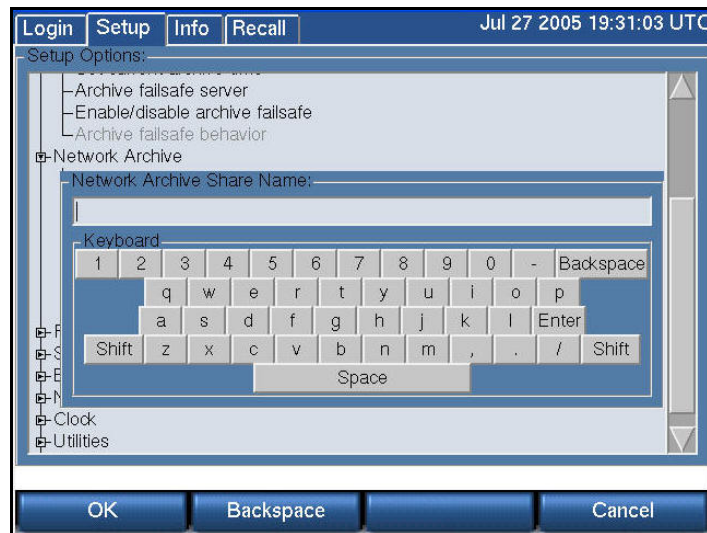 Login Setup Info Recall Jul 27 2005 19:31:03 UTC
Setup Options:
Archive failsafe server
Enable/disable archive failsafe
Archive failsafe behavior
Network Archive
Network Archive Share Name:
Keyboard
1 2 3 4 5 6 7 8 9 0 - Backspace
q w e r t y u i o p
a s d f g h j k l Enter
Shift z x c v b n m , . / Shift
Space
Clock
Utilities
OK Backspace Cancel